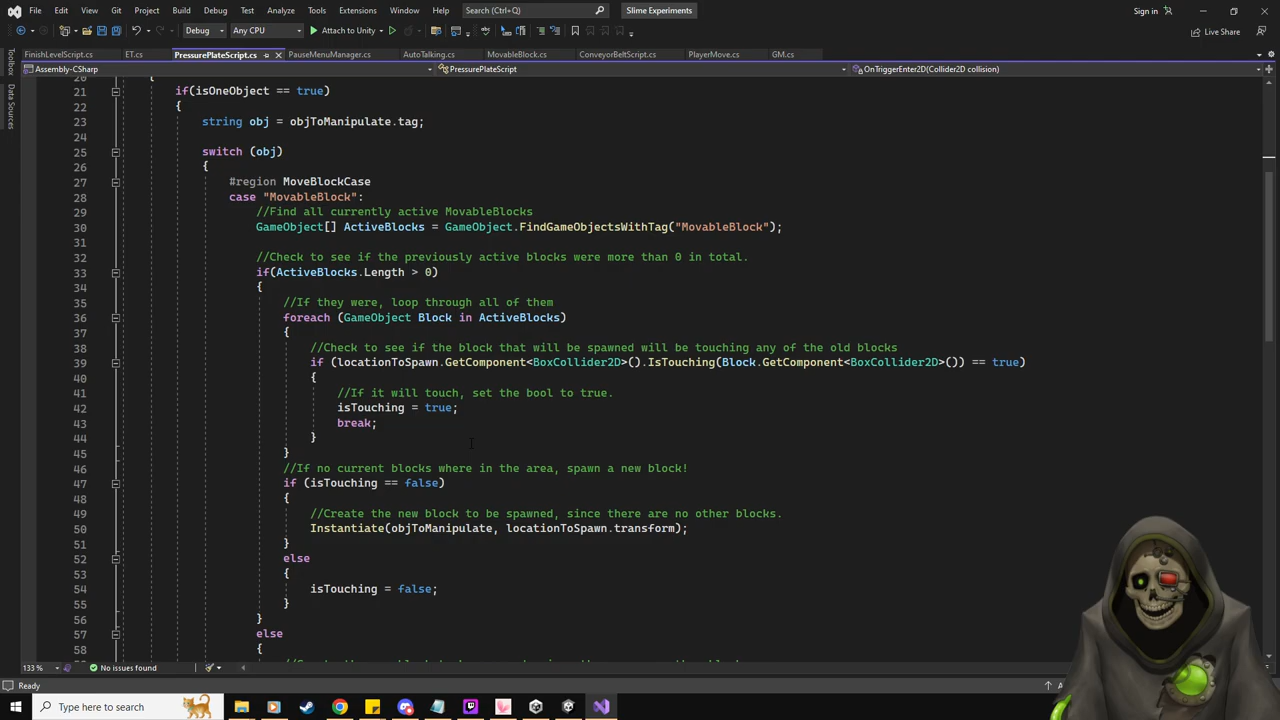 File Edit View Git Project Build Debug Test Analyze Tools Extensions Window Help Search (Ctrl+Q) Slime Experiments Sign in
Debug Any CPU Attach to Unity Live Share
FinishLevelScript.cs ET.cs PressurePlateScript.cs PauseMenuManager.cs AutoTalking.cs MovableBlock.cs ConveyorBeltScript.cs PlayerMove.cs GM.cs
Toolbox
Data Sources
Assembly-CSharp PressurePlateScript OnTriggerEnter2D(Collider2D collision)
20 {
21 if(isOneObject == true)
22 {
23 string obj = objToManipulate.tag;
24
25 switch (obj)
26 {
27 #region MoveBlockCase
28 case "MovableBlock":
29 //Find all currently active MovableBlocks
30 GameObject[] ActiveBlocks = GameObject.FindGameObjectsWithTag("MovableBlock");
31
32 //Check to see if the previously active blocks were more than 0 in total.
33 if(ActiveBlocks.Length > 0)
34 {
35 //If they were, loop through all of them
36 foreach (GameObject Block in ActiveBlocks)
37 {
38 //Check to see if the block that will be spawned will be touching any of the old blocks
39 if (locationToSpawn.GetComponent<BoxCollider2D>().IsTouching(Block.GetComponent<BoxCollider2D>()) == true)
40 {
41 //If it will touch, set the bool to true.
42 isTouching = true;
43 break;
44 }
45 }
46 //If no current blocks where in the area, spawn a new block!
47 if (isTouching == false)
48 {
49 //Create the new block to be spawned, since there are no other blocks.
50 Instantiate(objToManipulate, locationToSpawn.transform);
51 }
52 else
53 {
54 isTouching = false;
55 }
56 }
57 else
58 {
133 % No issues found
Ready
Type here to search